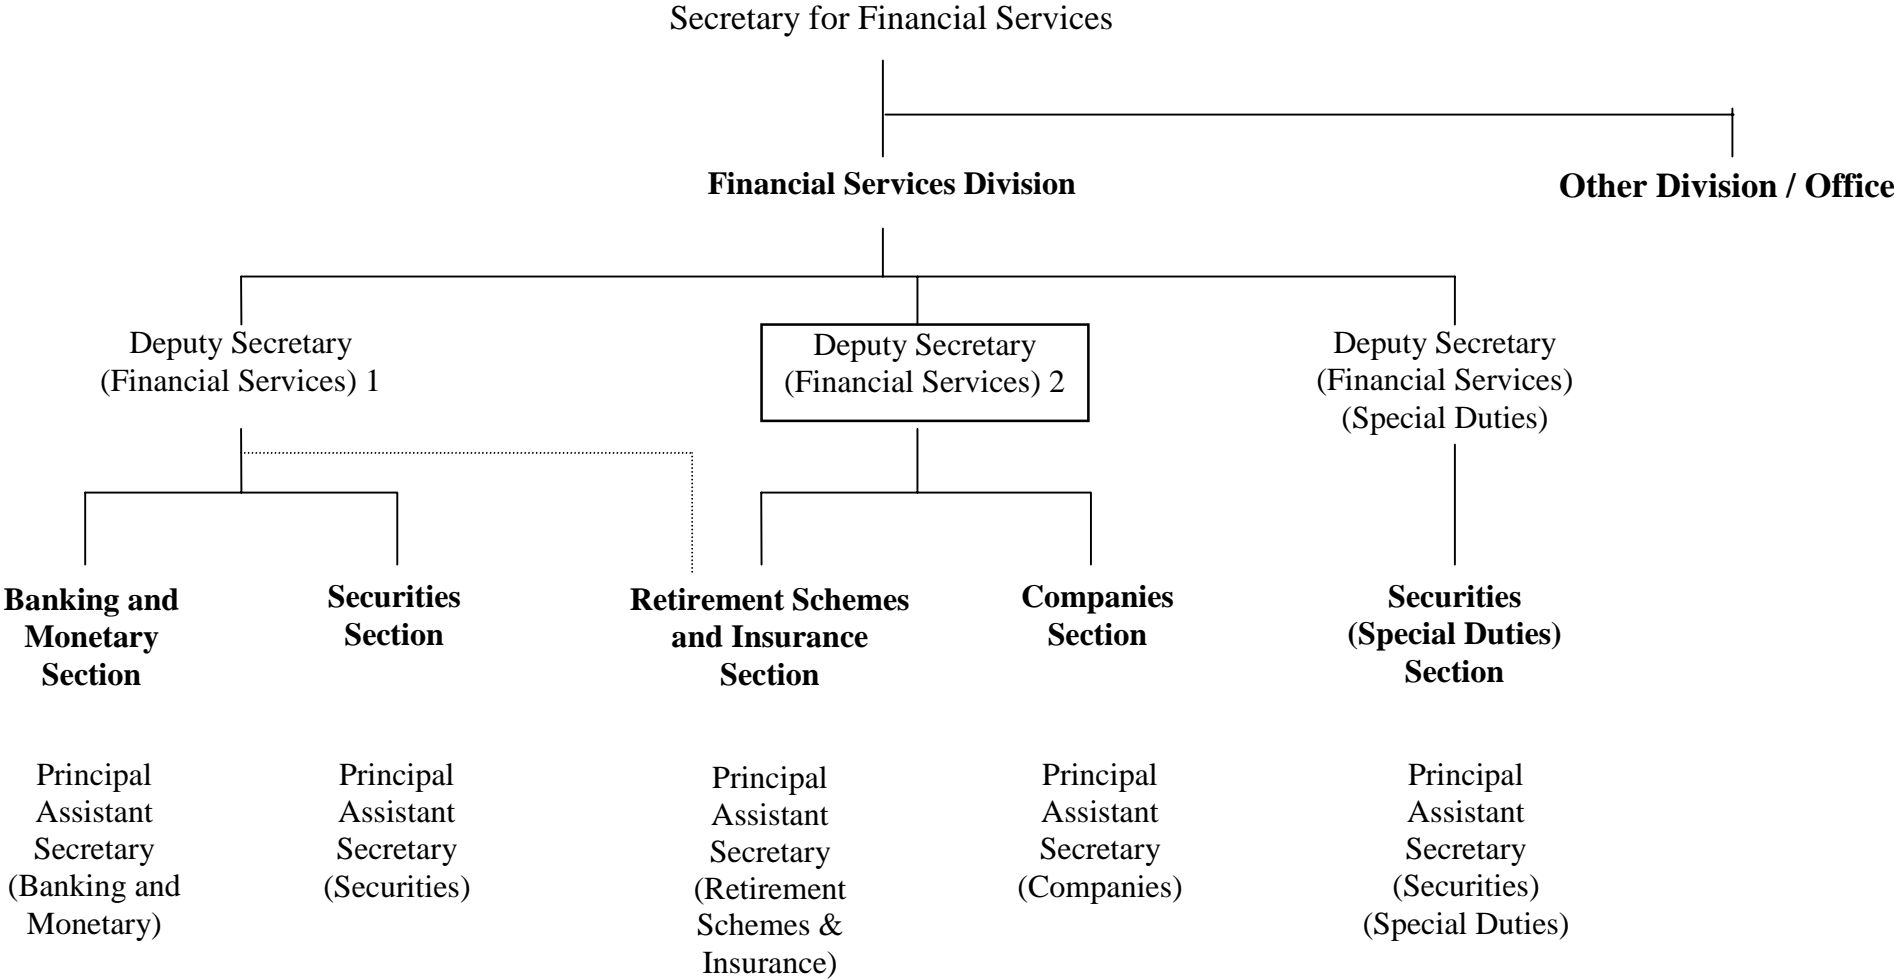 Secretary for Financial Services
Financial Services Division
Other Division / Office
Deputy Secretary
(Financial Services) 1
Deputy Secretary
(Financial Services) 2
Deputy Secretary
(Financial Services)
(Special Duties)
Banking and
Monetary
Section
Securities
Section
Retirement Schemes
and Insurance
Section
Companies
Section
Securities
(Special Duties)
Section
Principal
Assistant
Secretary
(Banking and
Monetary)
Principal
Assistant
Secretary
(Securities)
Principal
Assistant
Secretary
(Retirement
Schemes &
Insurance)
Principal
Assistant
Secretary
(Companies)
Principal
Assistant
Secretary
(Securities)
(Special Duties)